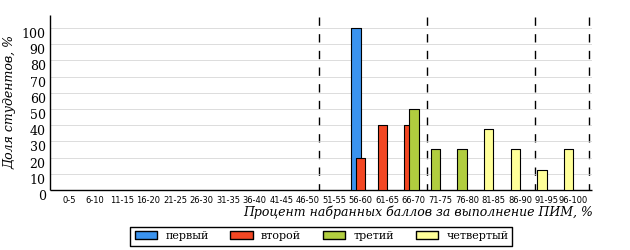 Доля студентов, %
100
90
80
70
60
50
40
30
20
10
0
0-5 6-10 11-15 16-20 21-25 26-30 31-35 36-40 41-45 46-50 51-55 56-60 61-65 66-70 71-75 76-80 81-85 86-90 91-95 96-100
Процент набранных баллов за выполнение ПИМ, %
первый второй третий четвертый